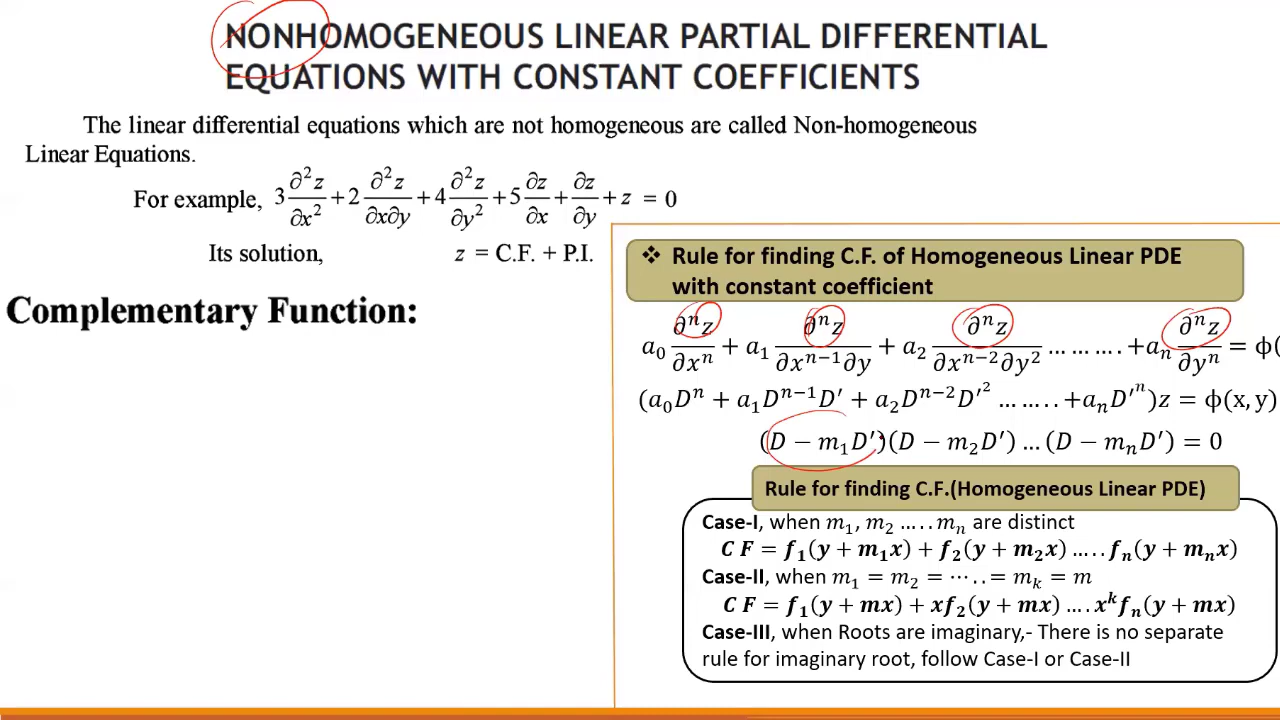 NONHOMOGENEOUS LINEAR PARTIAL DIFFERENTIAL
EQUATIONS WITH CONSTANT COEFFICIENTS
The linear differential equations which are not homogeneous are called Non-homogeneous
Linear Equations.
For example, 3 ∂²z/∂x² + 2 ∂²z/∂x∂y + 4 ∂²z/∂y² + 5 ∂z/∂x + ∂z/∂y + z = 0
Its solution, z = C.F. + P.I.
Complementary Function:
❖ Rule for finding C.F. of Homogeneous Linear PDE
with constant coefficient
a₀ ∂ⁿz/∂xⁿ + a₁ ∂ⁿz/∂xⁿ⁻¹∂y + a₂ ∂ⁿz/∂xⁿ⁻²∂y² … … … . +aₙ ∂ⁿz/∂yⁿ = ϕ(
(a₀Dⁿ + a₁Dⁿ⁻¹D′ + a₂Dⁿ⁻²D′² … … . . +aₙD′ⁿ)z = ϕ(x, y)
(D − m₁D′)(D − m₂D′) … (D − mₙD′) = 0
Rule for finding C.F.(Homogeneous Linear PDE)
Case-I, when m₁, m₂ … . . mₙ are distinct
C F = f₁(y + m₁x) + f₂(y + m₂x) … . . fₙ(y + mₙx)
Case-II, when m₁ = m₂ = ⋯ . . = mₖ = m
C F = f₁(y + mx) + xf₂(y + mx) … . xᵏfₙ(y + mx)
Case-III, when Roots are imaginary,- There is no separate
rule for imaginary root, follow Case-I or Case-II